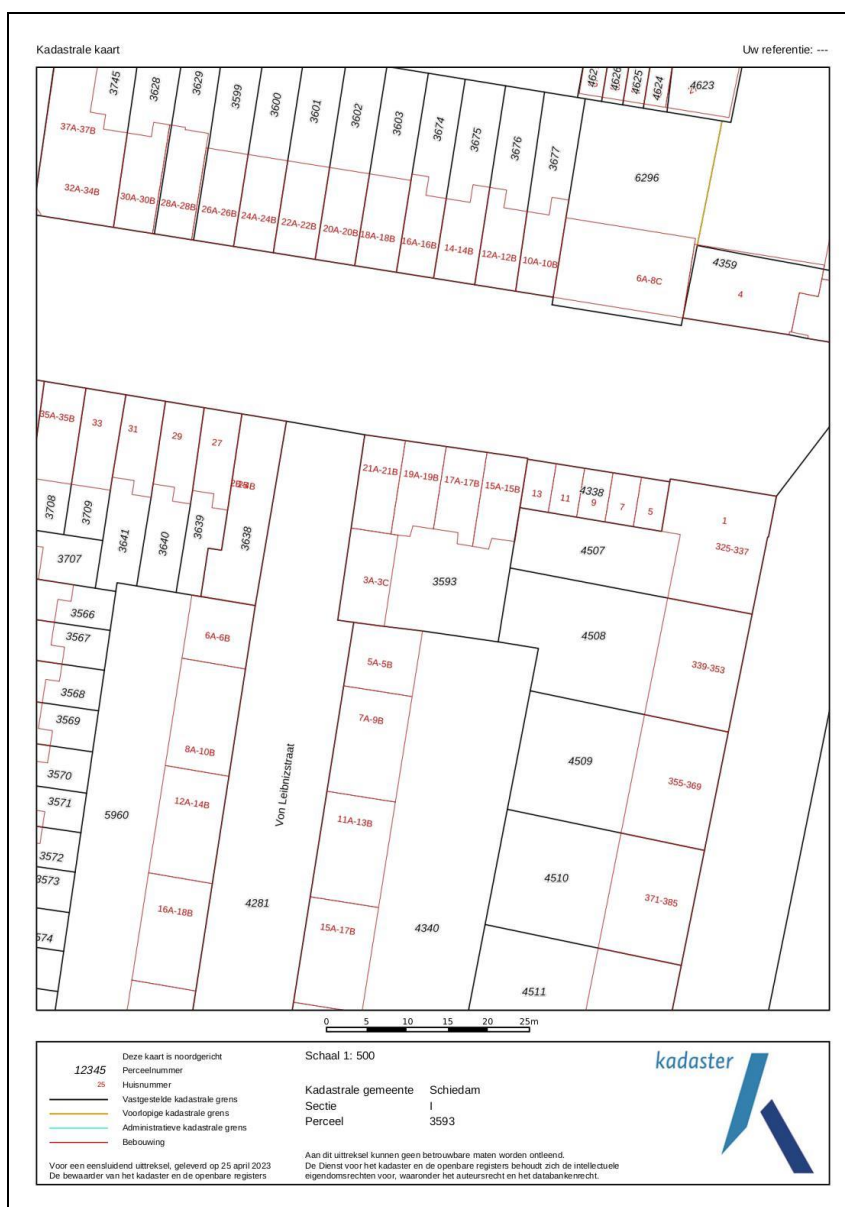 Kadastrale kaart
Uw referentie: ---
3745
3628
3629
3599
3600
3601
3602
3603
3674
3675
3676
3677
4626
4625
4624
4623
6296
4359
37A-37B
32A-34B
30A-30B
28A-28B
26A-26B
24A-24B
22A-22B
20A-20B
18A-18B
16A-16B
14-14B
12A-12B
10A-10B
6A-8C
4
35A-35B
33
31
29
27
21A-21B
19A-19B
17A-17B
15A-15B
13
11
4338
9
7
5
1
325-337
3708
3709
3641
3640
3639
3638
3707
3A-3C
3593
4507
3566
3567
3568
3569
3570
3571
3572
3573
574
6A-6B
8A-10B
12A-14B
16A-18B
5960
Von Leibnizstraat
4281
5A-5B
7A-9B
11A-13B
15A-17B
4340
4508
339-353
4509
355-369
4510
371-385
4511
0 5 10 15 20 25m
12345
25
Deze kaart is noordgericht
Perceelnummer
Huisnummer
Vastgestelde kadastrale grens
Voorlopige kadastrale grens
Administratieve kadastrale grens
Bebouwing
Voor een eensluidend uittreksel, geleverd op 25 april 2023
De bewaarder van het kadaster en de openbare registers
Schaal 1: 500
Kadastrale gemeente Schiedam
Sectie I
Perceel 3593
Aan dit uittreksel kunnen geen betrouwbare maten worden ontleend.
De Dienst voor het kadaster en de openbare registers behoudt zich de intellectuele
eigendomsrechten voor, waaronder het auteursrecht en het databankenrecht.
kadaster